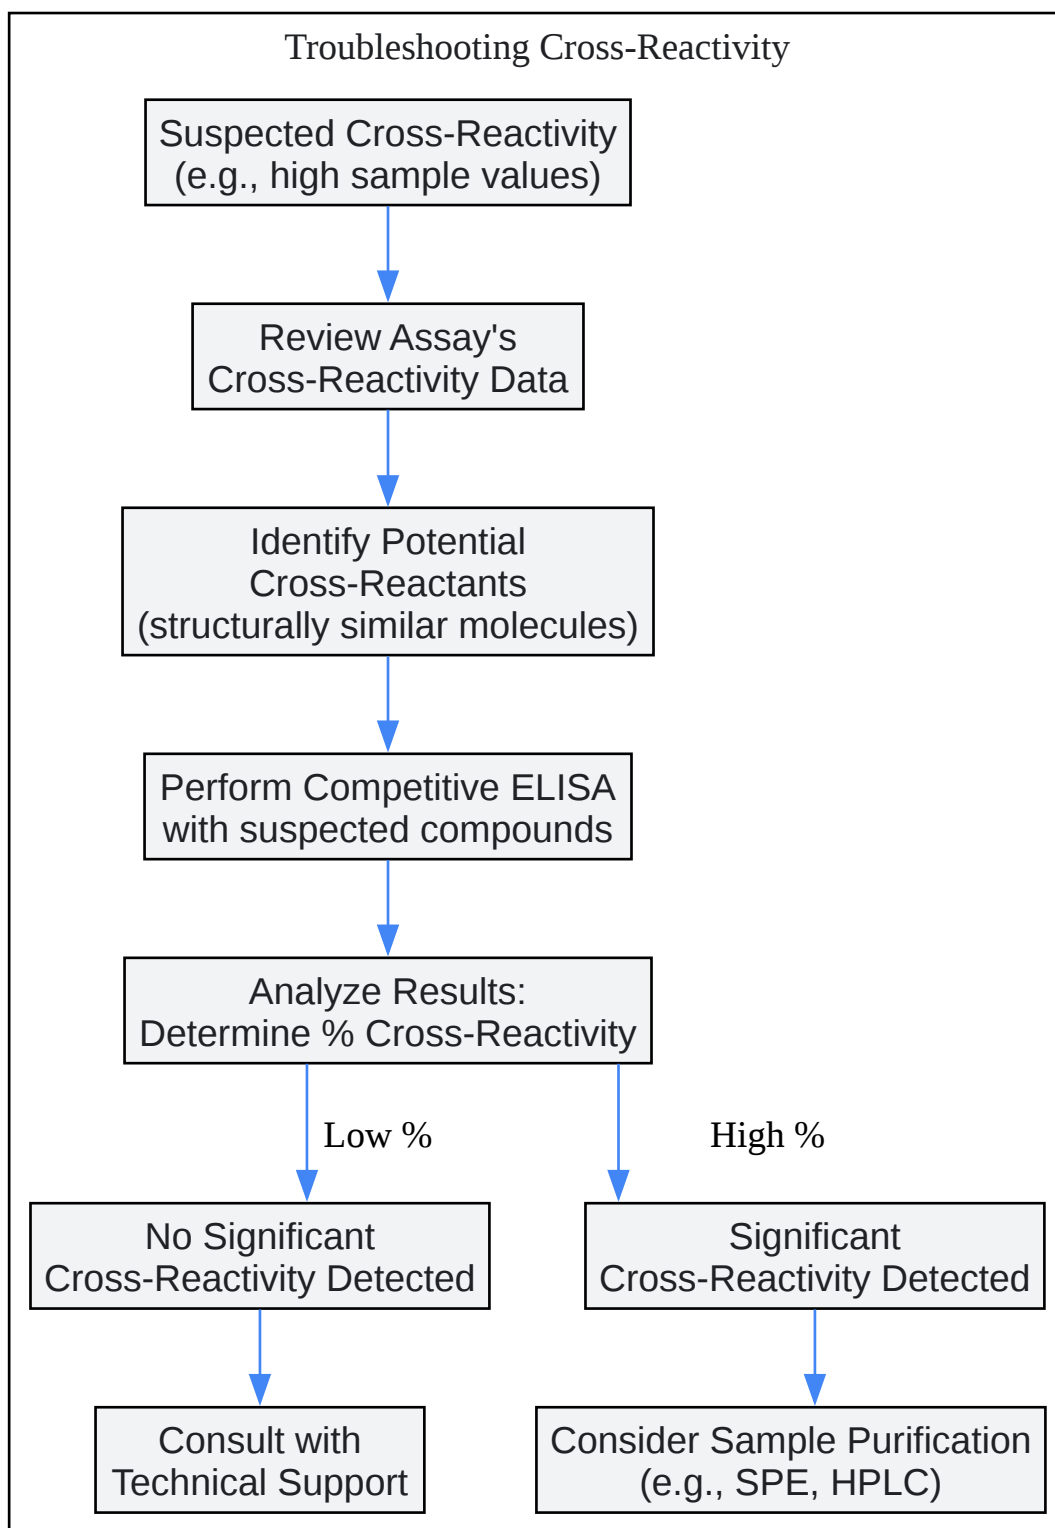 Troubleshooting Cross-Reactivity
Suspected Cross-Reactivity
(e.g., high sample values)
Review Assay's
Cross-Reactivity Data
Identify Potential
Cross-Reactants
(structurally similar molecules)
Perform Competitive ELISA
with suspected compounds
Analyze Results:
Determine % Cross-Reactivity
Low %
High %
No Significant
Cross-Reactivity Detected
Significant
Cross-Reactivity Detected
Consult with
Technical Support
Consider Sample Purification
(e.g., SPE, HPLC)